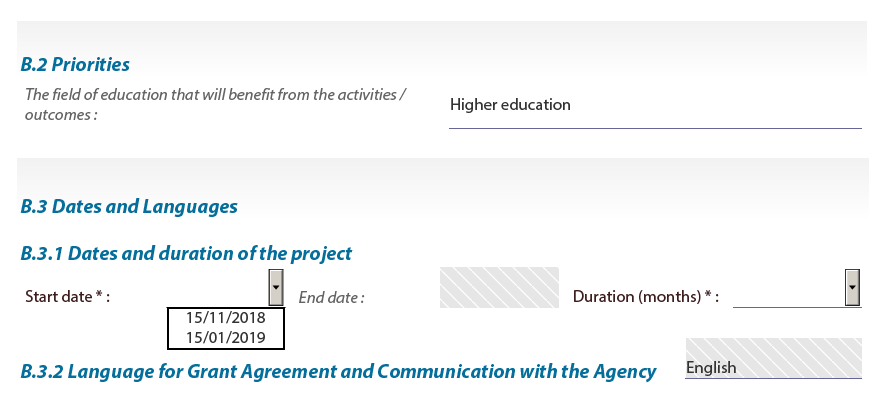 B.2 Priorities
The field of education that will benefit from the activities /
outcomes :
Higher education
B.3 Dates and Languages
B.3.1 Dates and duration of the project
Start date * : End date : Duration (months) * :
15/11/2018
15/01/2019
B.3.2 Language for Grant Agreement and Communication with the Agency English